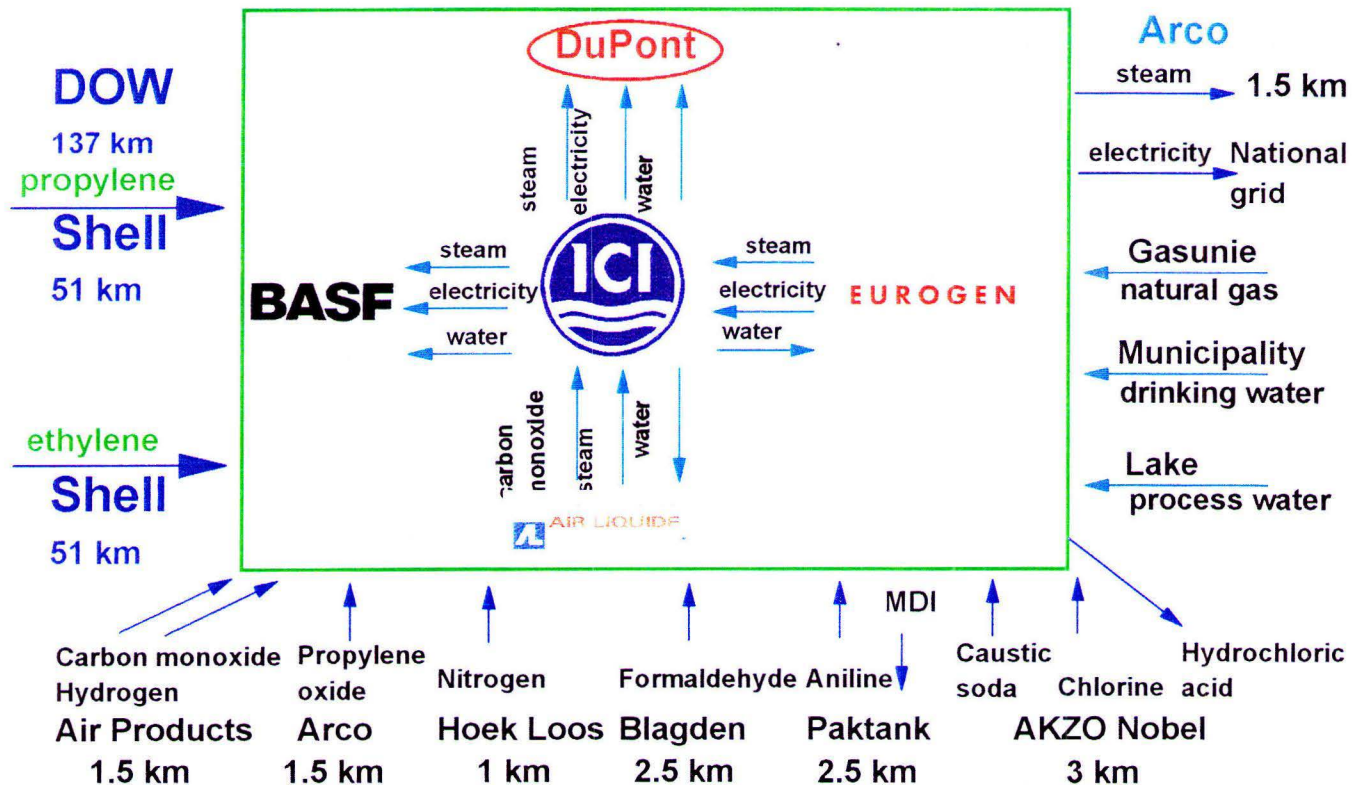 DuPont
Arco
steam
1.5 km
DOW
137 km
propylene
Shell
51 km
electricity
National
grid
steam
electricity
water
Gasunie
natural gas
ICI
steam
electricity
water
BASF
steam
electricity
water
EUROGEN
Municipality
drinking water
carbon
monoxide
steam
water
ethylene
Shell
51 km
Lake
process water
AIR LIQUIDE
Carbon monoxide
Hydrogen
Air Products
1.5 km
Propylene
oxide
Arco
1.5 km
Nitrogen
Hoek Loos
1 km
Formaldehyde
Blagden
2.5 km
Aniline
MDI
Paktank
2.5 km
Caustic
soda
Chlorine
Hydrochloric
acid
AKZO Nobel
3 km